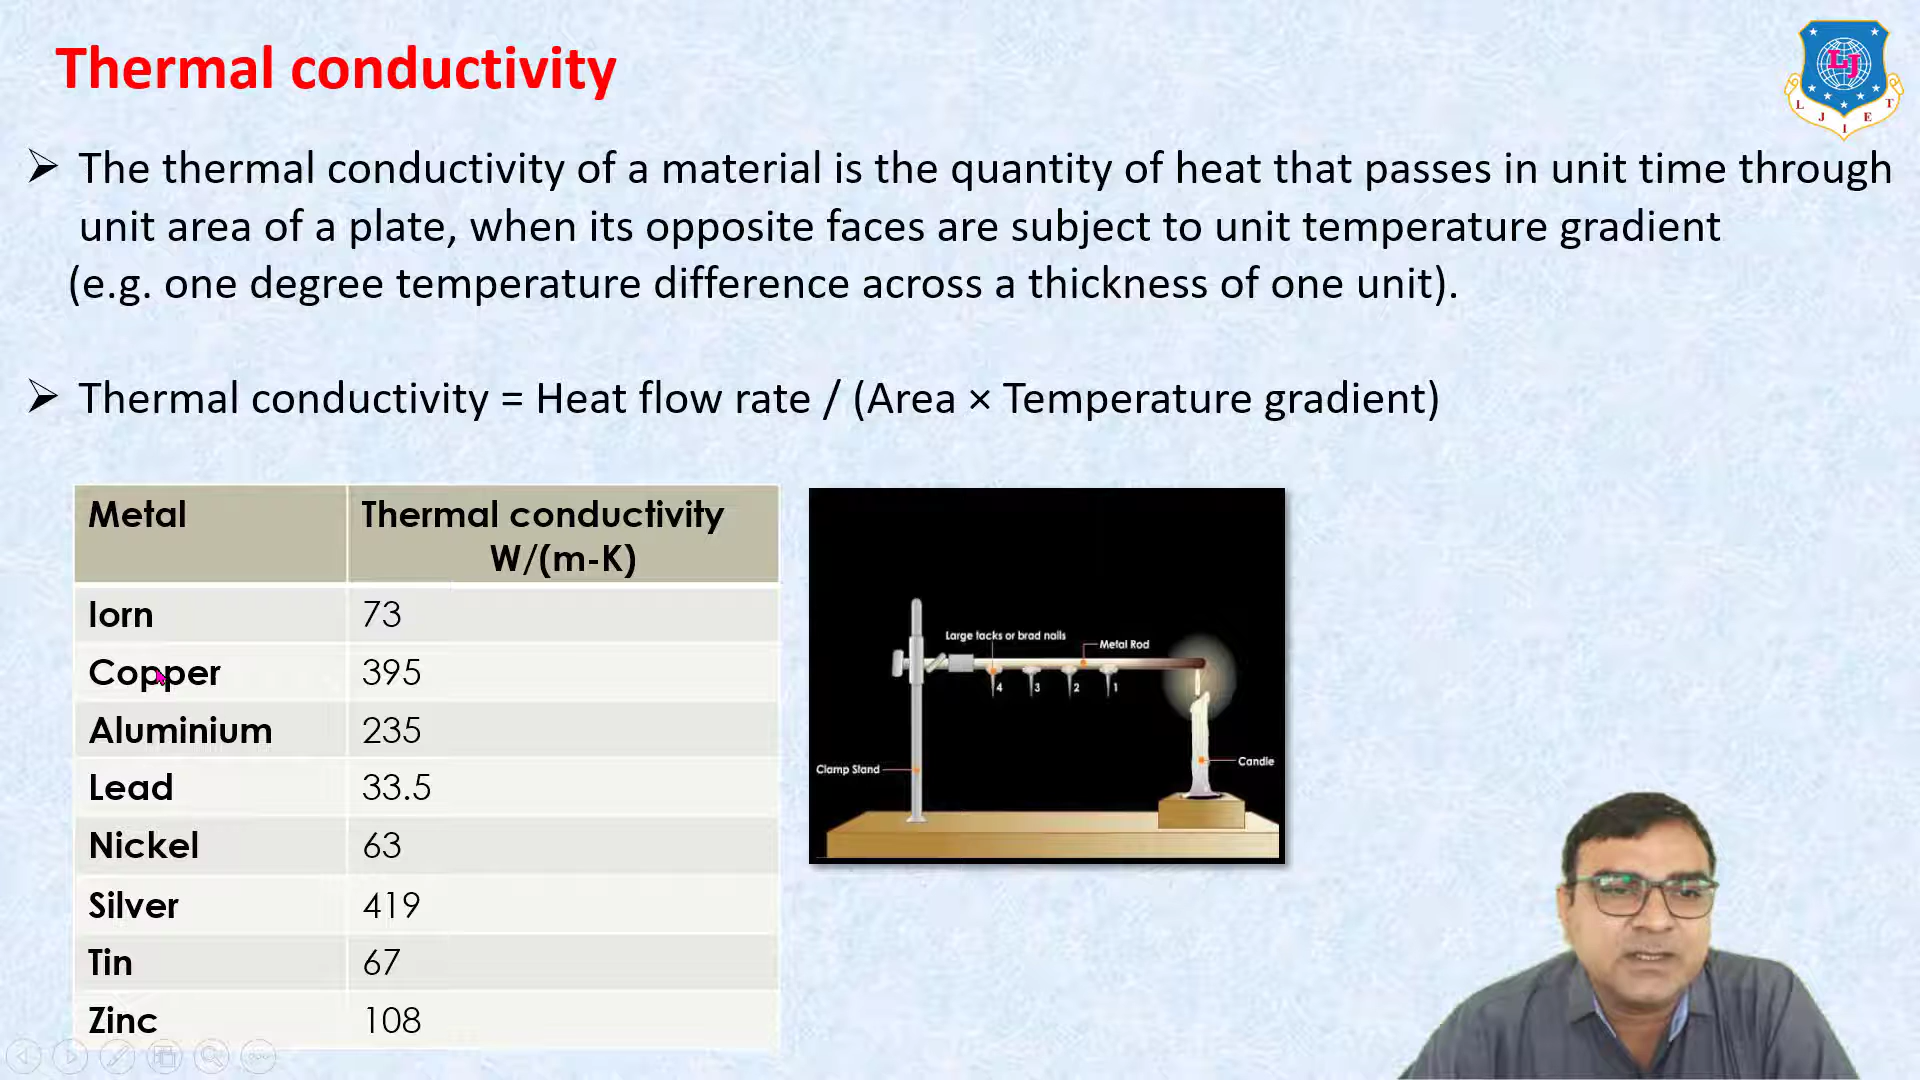 Thermal conductivity
LJ
L J I E T
➢ The thermal conductivity of a material is the quantity of heat that passes in unit time through
unit area of a plate, when its opposite faces are subject to unit temperature gradient
(e.g. one degree temperature difference across a thickness of one unit).
➢ Thermal conductivity = Heat flow rate / (Area × Temperature gradient)
Metal Thermal conductivity
W/(m-K)
Iorn 73
Copper 395
Aluminium 235
Lead 33.5
Nickel 63
Silver 419
Tin 67
Zinc 108
Large tacks or brad nails
Metal Rod
4 3 2 1
Clamp Stand
Candle